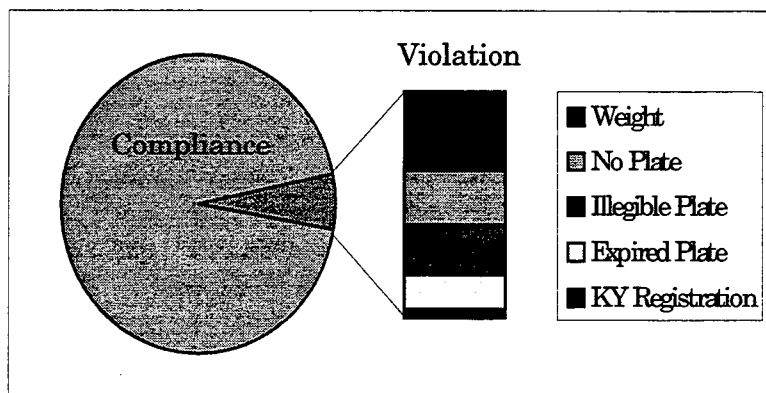 Violation
Compliance
Weight
No Plate
Illegible Plate
Expired Plate
KY Registration